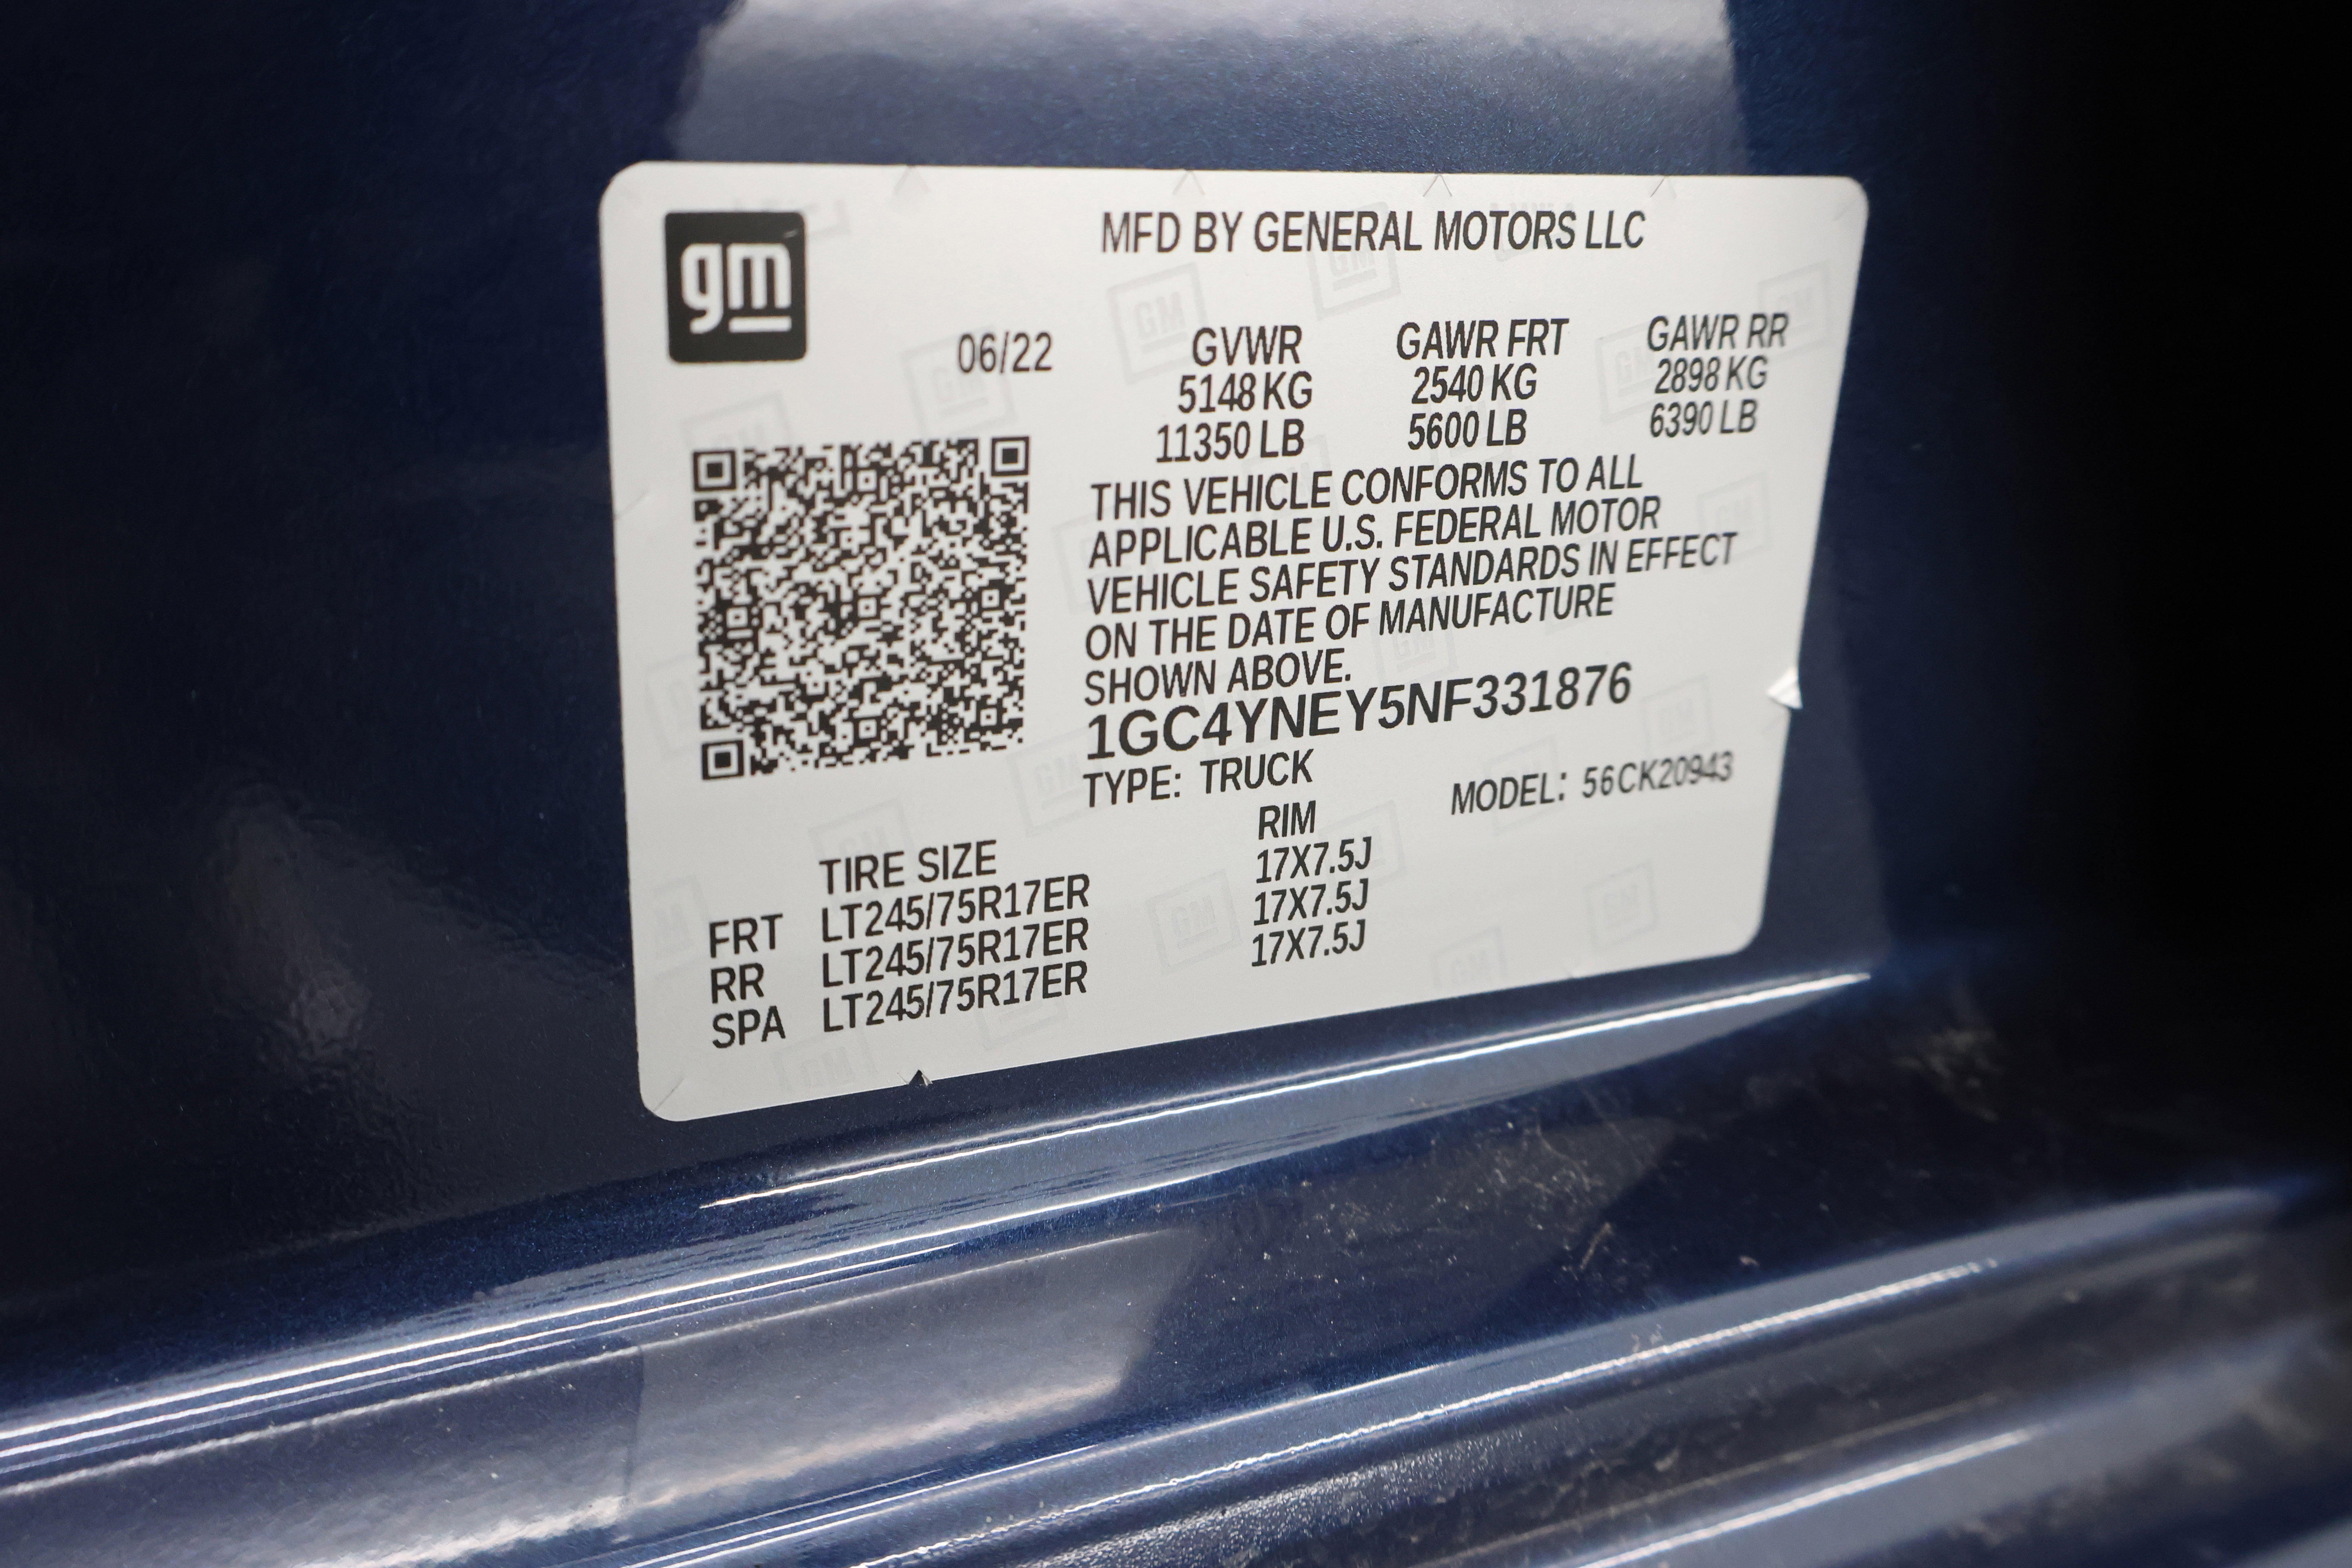 gm
MFD BY GENERAL MOTORS LLC
06/22 GVWR GAWR FRT GAWR RR
5148 KG 2540 KG 2898 KG
11350 LB 5600 LB 6390 LB
THIS VEHICLE CONFORMS TO ALL
APPLICABLE U.S. FEDERAL MOTOR
VEHICLE SAFETY STANDARDS IN EFFECT
ON THE DATE OF MANUFACTURE
SHOWN ABOVE.
1GC4YNEY5NF331876
TYPE: TRUCK MODEL: 56CK20943
TIRE SIZE RIM
FRT LT245/75R17ER 17X7.5J
RR LT245/75R17ER 17X7.5J
SPA LT245/75R17ER 17X7.5J